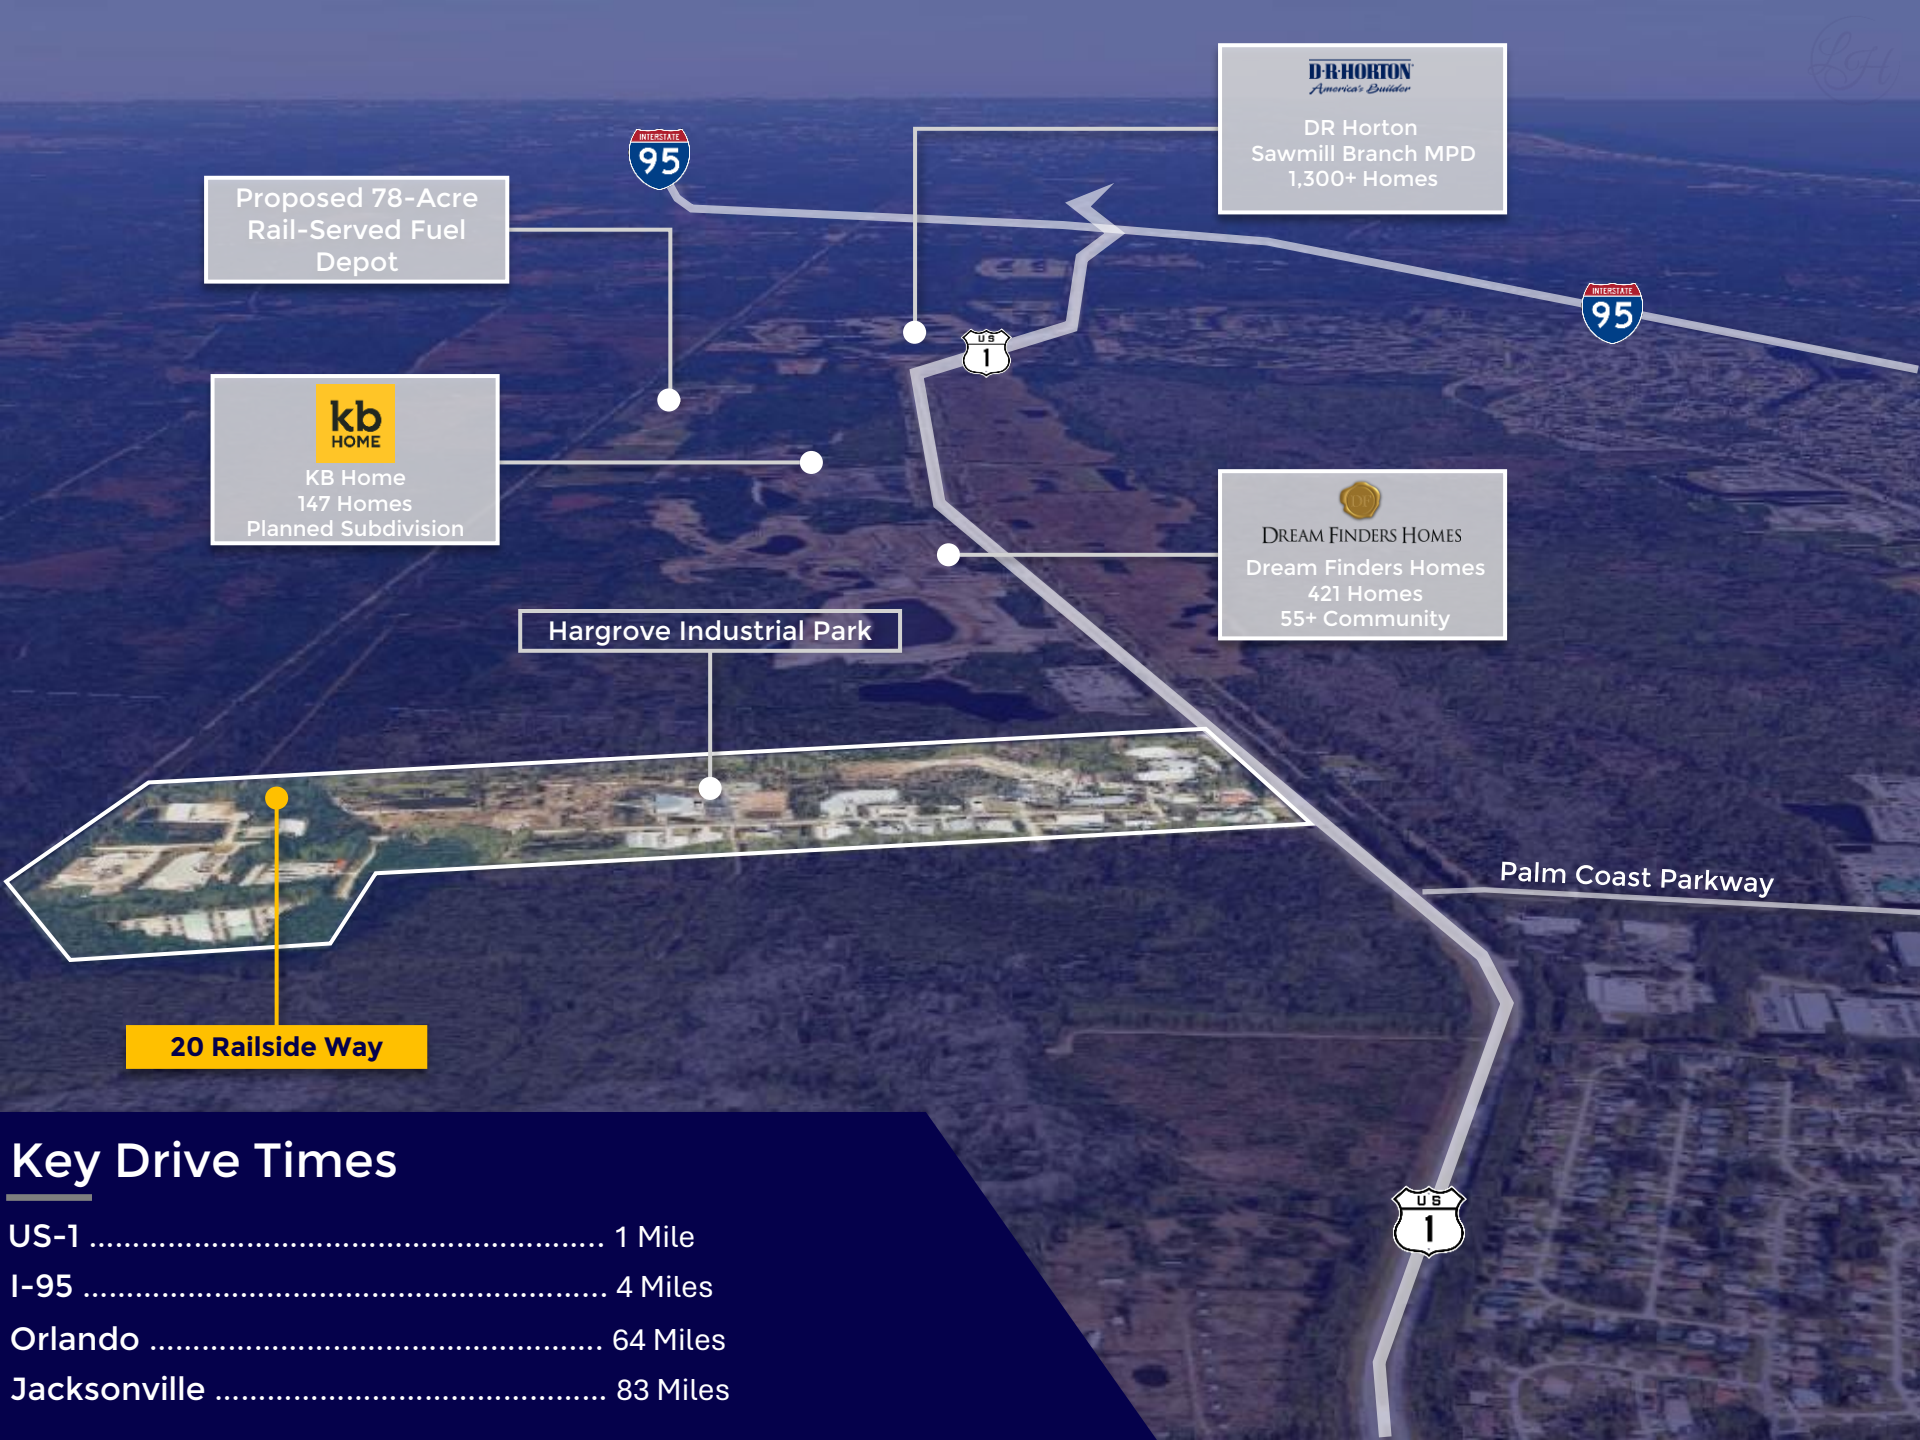 D·R·HORTON
America's Builder
DR Horton
Sawmill Branch MPD
1,300+ Homes
INTERSTATE
95
Proposed 78-Acre
Rail-Served Fuel
Depot
INTERSTATE
95
US
1
kb
HOME
KB Home
147 Homes
Planned Subdivision
DF
DREAM FINDERS HOMES
Dream Finders Homes
421 Homes
55+ Community
Hargrove Industrial Park
Palm Coast Parkway
20 Railside Way
Key Drive Times
US-1 ........................................................ 1 Mile
I-95 ........................................................ 4 Miles
Orlando ................................................. 64 Miles
Jacksonville .......................................... 83 Miles
US
1
LH